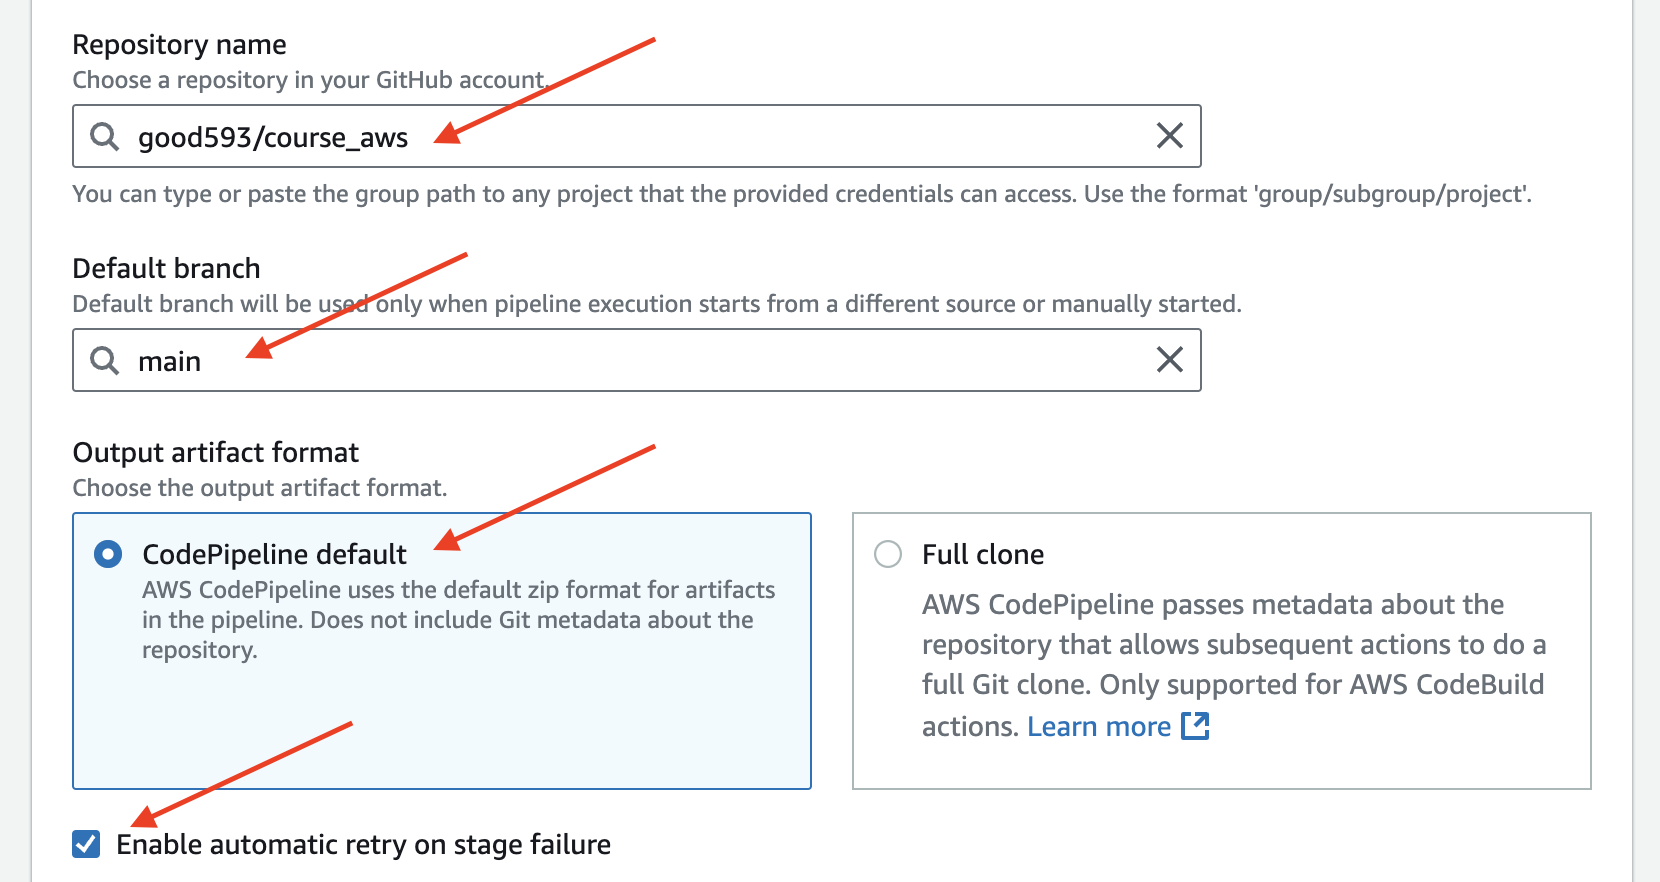 Repository name
Choose a repository in your GitHub account.
good593/course_aws
You can type or paste the group path to any project that the provided credentials can access. Use the format 'group/subgroup/project'.
Default branch
Default branch will be used only when pipeline execution starts from a different source or manually started.
main
Output artifact format
Choose the output artifact format.
CodePipeline default
AWS CodePipeline uses the default zip format for artifacts
in the pipeline. Does not include Git metadata about the
repository.
Full clone
AWS CodePipeline passes metadata about the
repository that allows subsequent actions to do a
full Git clone. Only supported for AWS CodeBuild
actions. Learn more
Enable automatic retry on stage failure